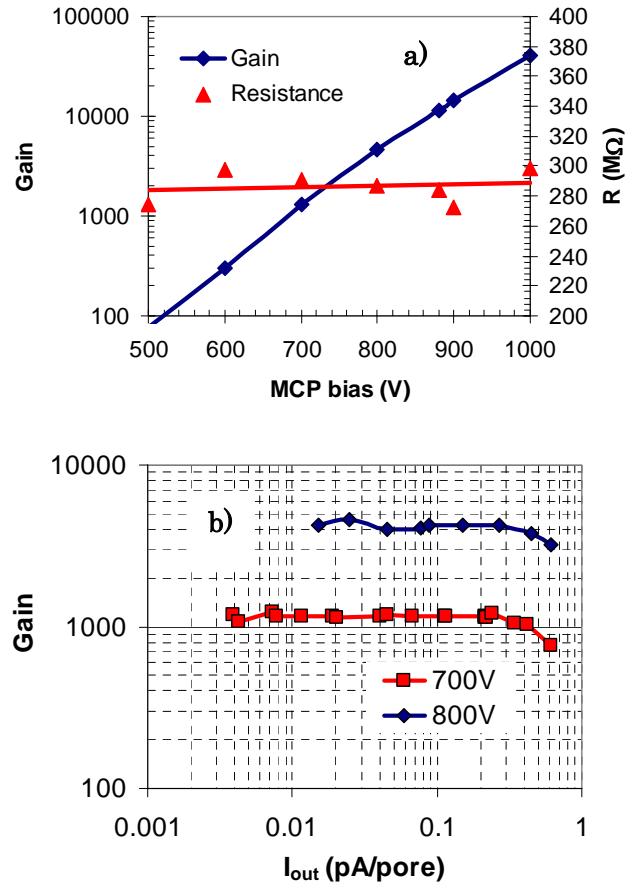 a)
Gain
Resistance
100000
10000
1000
100
Gain
400
380
360
340
320
300
280
260
240
220
200
R (MΩ)
500 600 700 800 900 1000
MCP bias (V)
b)
10000
1000
100
Gain
700V
800V
0.001 0.01 0.1 1
Iout (pA/pore)